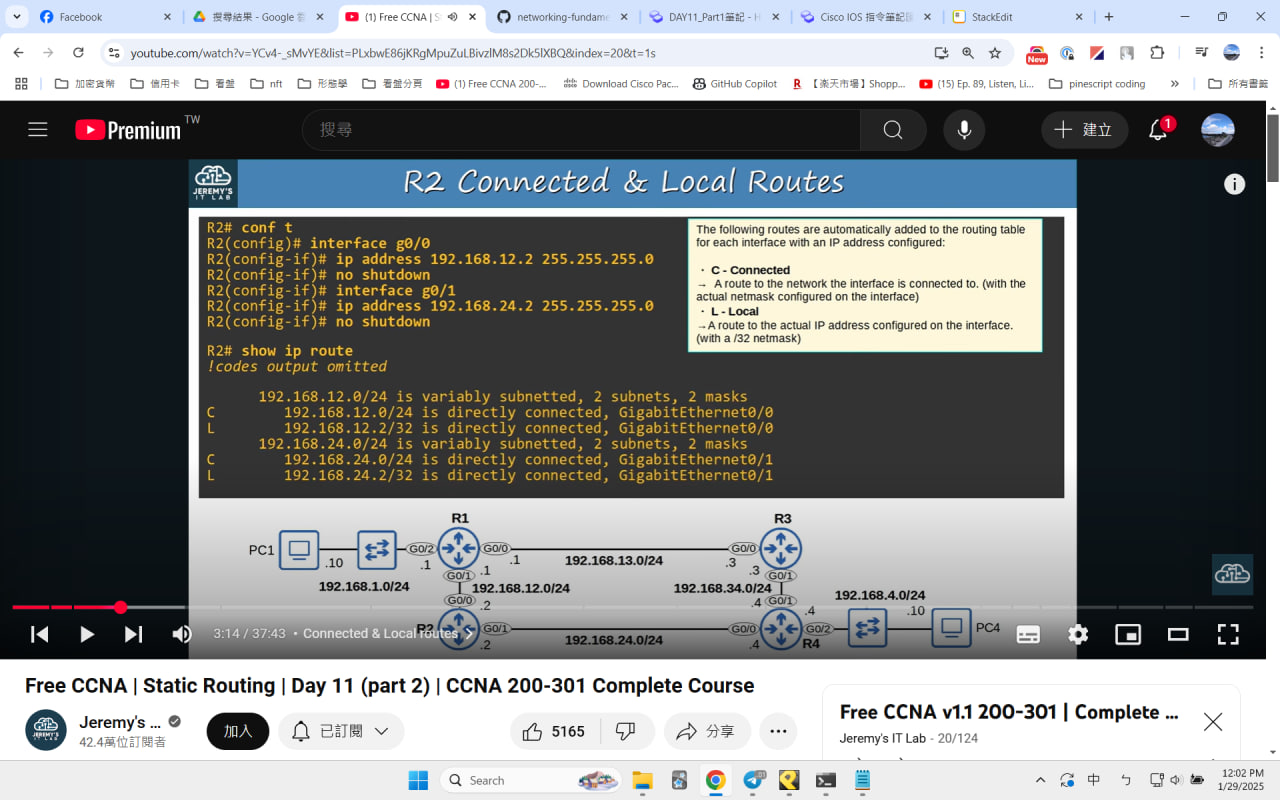 Facebook
搜尋結果 - Google 雲
(1) Free CCNA | S
networking-fundame
DAY11_Part1筆記 - H
Cisco IOS 指令筆記
StackEdit
youtube.com/watch?v=YCv4-_sMvYE&list=PLxbwE86jKRgMpuZuLBivzlM8s2Dk5lXBQ&index=20&t=1s
New
加密貨幣
信用卡
看盤
nft
形態學
看盤分頁
(1) Free CCNA 200-...
Download Cisco Pac...
GitHub Copilot
【楽天市場】Shopp...
(15) Ep. 89, Listen, Li...
pinescript coding
»
所有書籤
Premium TW
搜尋
建立
1
JEREMY'S
IT LAB
R2 Connected & Local Routes
R2# conf t
R2(config)# interface g0/0
R2(config-if)# ip address 192.168.12.2 255.255.255.0
R2(config-if)# no shutdown
R2(config-if)# interface g0/1
R2(config-if)# ip address 192.168.24.2 255.255.255.0
R2(config-if)# no shutdown
R2# show ip route
!codes output omitted
192.168.12.0/24 is variably subnetted, 2 subnets, 2 masks
C 192.168.12.0/24 is directly connected, GigabitEthernet0/0
L 192.168.12.2/32 is directly connected, GigabitEthernet0/0
192.168.24.0/24 is variably subnetted, 2 subnets, 2 masks
C 192.168.24.0/24 is directly connected, GigabitEthernet0/1
L 192.168.24.2/32 is directly connected, GigabitEthernet0/1
The following routes are automatically added to the routing table
for each interface with an IP address configured:
· C - Connected
→ A route to the network the interface is connected to. (with the
actual netmask configured on the interface)
· L - Local
→A route to the actual IP address configured on the interface.
(with a /32 netmask)
R1
R3
PC1
.10
G0/2
.1
G0/0
.1
192.168.13.0/24
G0/0
.3
192.168.1.0/24
G0/1
.1
192.168.12.0/24
192.168.34.0/24
.3
G0/1
G0/0
.2
.4
G0/1
192.168.4.0/24
.4
.10
R2
G0/1
.2
192.168.24.0/24
G0/0
.4
G0/2
R4
PC4
3:14 / 37:43 • Connected & Local routes
Free CCNA | Static Routing | Day 11 (part 2) | CCNA 200-301 Complete Course
Jeremy's ...
42.4萬位訂閱者
加入
已訂閱
5165
分享
Free CCNA v1.1 200-301 | Complete ...
Jeremy's IT Lab - 20/124
Search
中
12:02 PM
1/29/2025